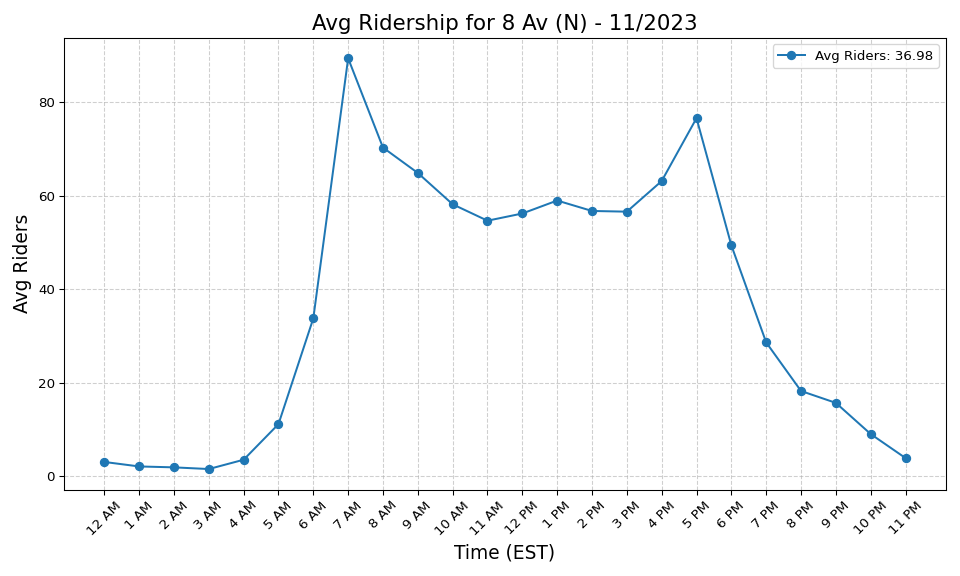 Avg Ridership for 8 Av (N) - 11/2023
Avg Riders: 36.98
Avg Riders
80
60
40
20
0
12 AM 1 AM 2 AM 3 AM 4 AM 5 AM 6 AM 7 AM 8 AM 9 AM 10 AM 11 AM 12 PM 1 PM 2 PM 3 PM 4 PM 5 PM 6 PM 7 PM 8 PM 9 PM 10 PM 11 PM
Time (EST)